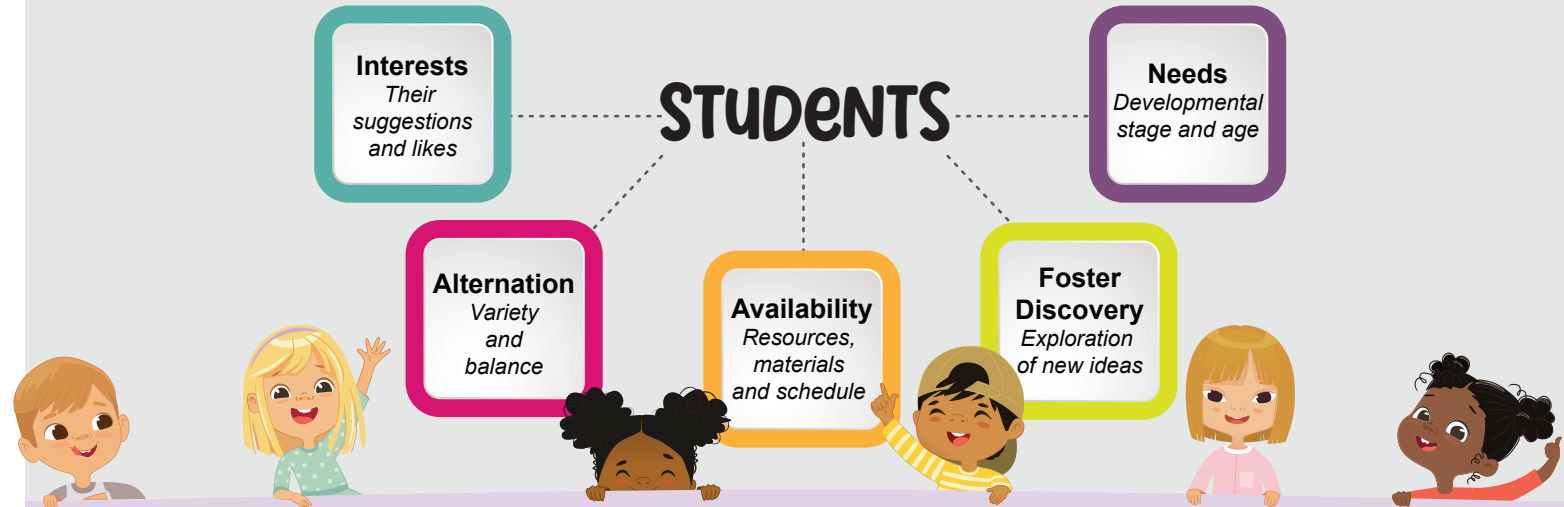 STUDENTS
Interests
Their
suggestions
and likes
Needs
Developmental
stage and age
Alternation
Variety
and
balance
Availability
Resources,
materials
and schedule
Foster
Discovery
Exploration
of new ideas